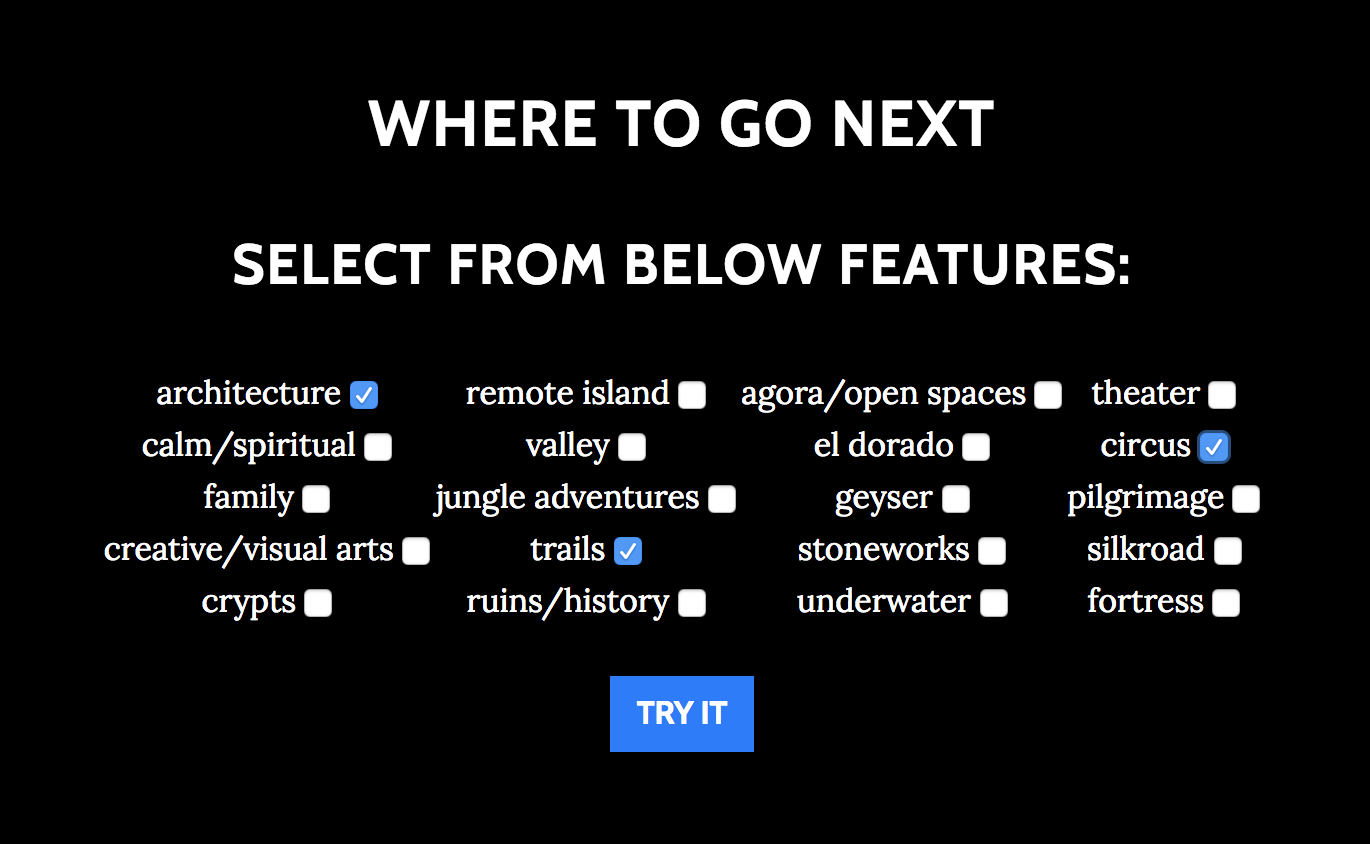 WHERE TO GO NEXT
SELECT FROM BELOW FEATURES:
architecture remote island agora/open spaces theater
calm/spiritual valley el dorado circus
family jungle adventures geyser pilgrimage
creative/visual arts trails stoneworks silkroad
crypts ruins/history underwater fortress
TRY IT